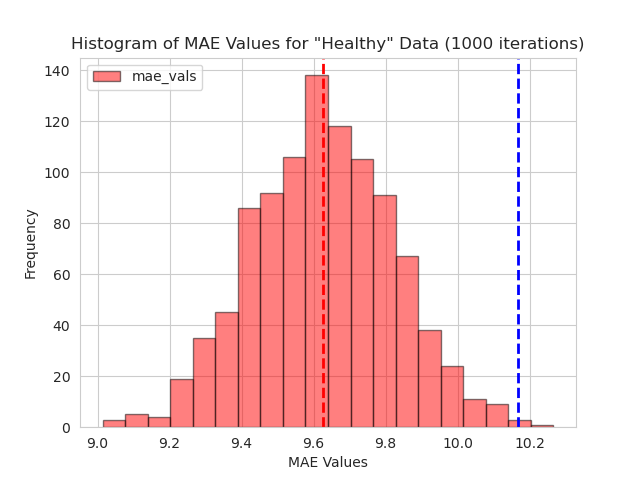 Histogram of MAE Values for "Healthy" Data (1000 iterations)
mae_vals
140
120
100
80
60
40
20
0
Frequency
9.0 9.2 9.4 9.6 9.8 10.0 10.2
MAE Values